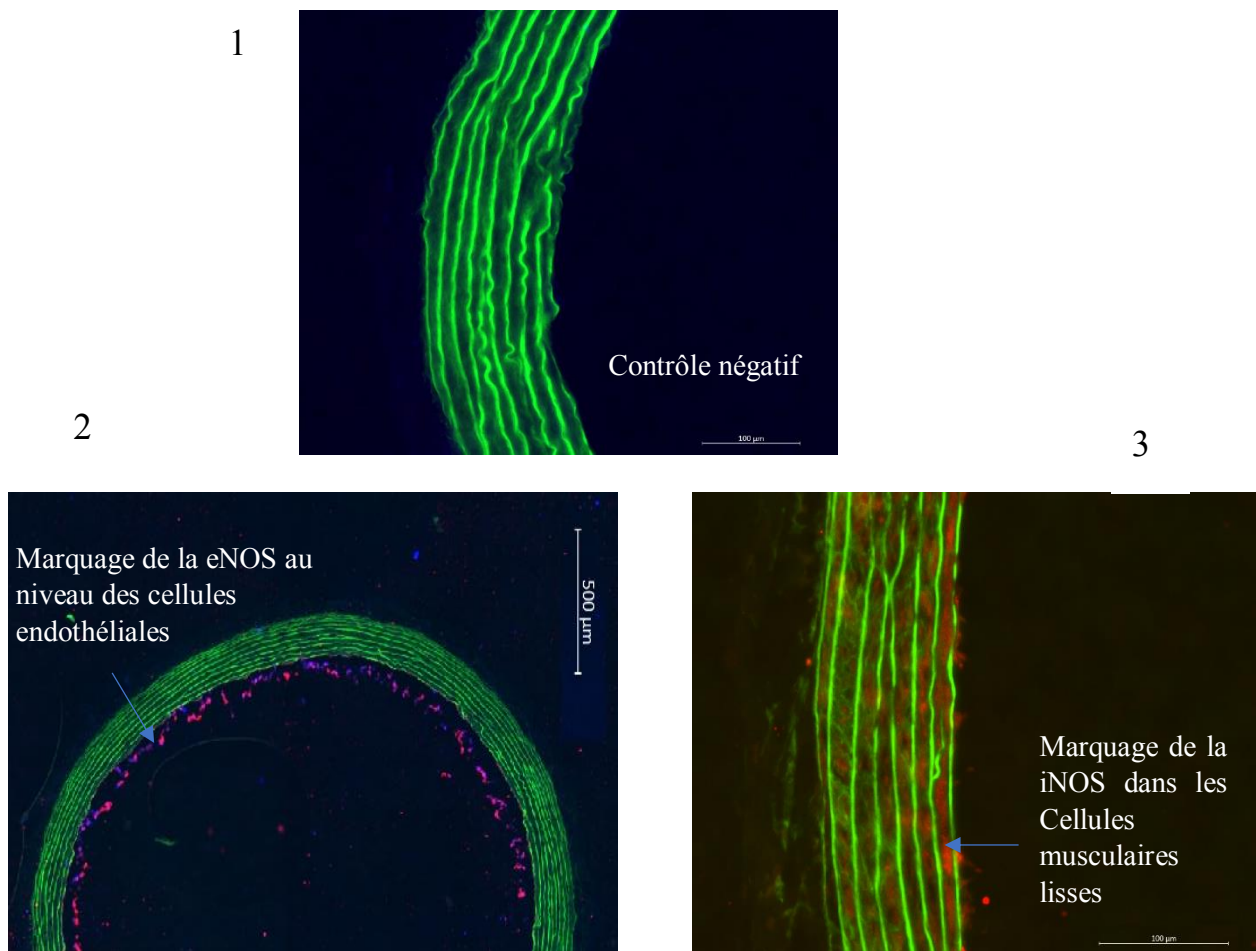 1
Contrôle négatif
100 µm
2
3
Marquage de la eNOS au
niveau des cellules
endothéliales
500 µm
Marquage de la
iNOS dans les
Cellules
musculaires
lisses
100 µm